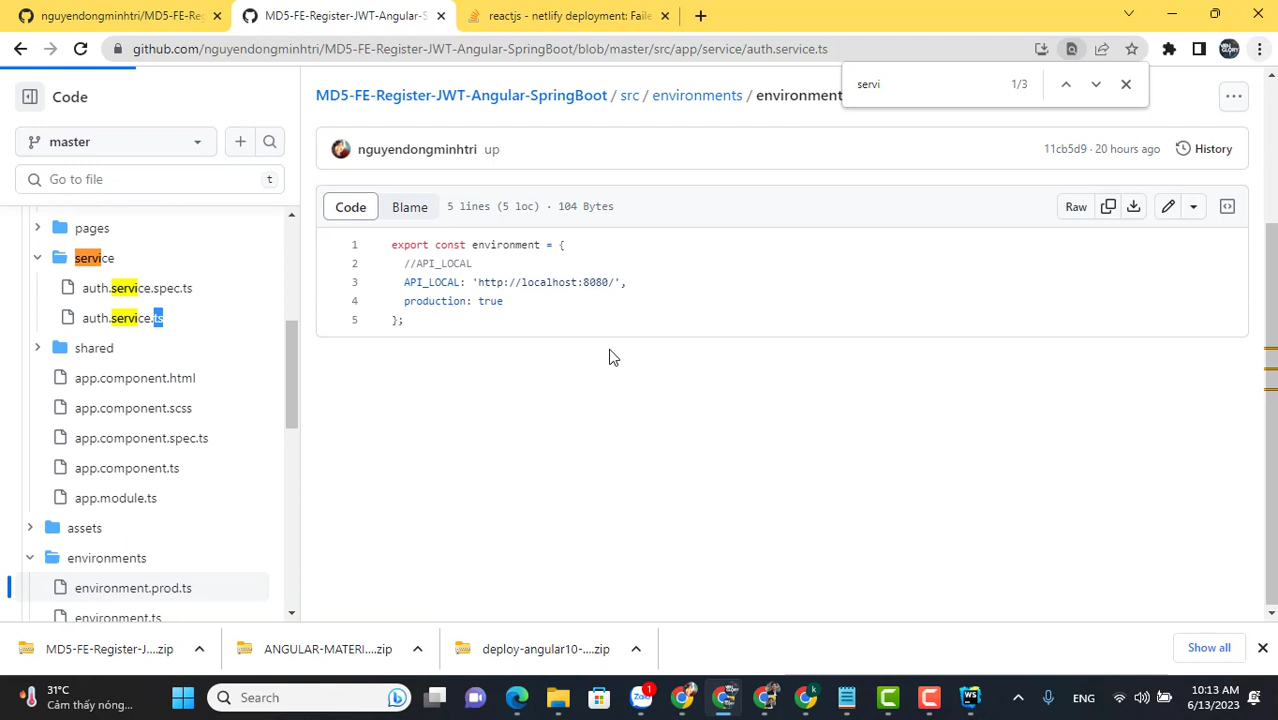 nguyendongminhtri/MD5-FE-Reg
MD5-FE-Register-JWT-Angular-S
reactjs - netlify deployment: Faile
github.com/nguyendongminhtri/MD5-FE-Register-JWT-Angular-SpringBoot/blob/master/src/app/service/auth.service.ts
servi
1/3
Code
master
Go to file
t
pages
service
auth.service.spec.ts
auth.service.ts
shared
app.component.html
app.component.scss
app.component.spec.ts
app.component.ts
app.module.ts
assets
environments
environment.prod.ts
environment.ts
MD5-FE-Register-JWT-Angular-SpringBoot / src / environments / environment
nguyendongminhtri up
11cb5d9 · 20 hours ago
History
Code
Blame
5 lines (5 loc) · 104 Bytes
Raw
1 export const environment = {
2 //API_LOCAL
3 API_LOCAL: 'http://localhost:8080/',
4 production: true
5 };
MD5-FE-Register-J....zip
ANGULAR-MATERI....zip
deploy-angular10-....zip
Show all
31°C
Cảm thấy nóng...
Search
1
ENG
10:13 AM
6/13/2023